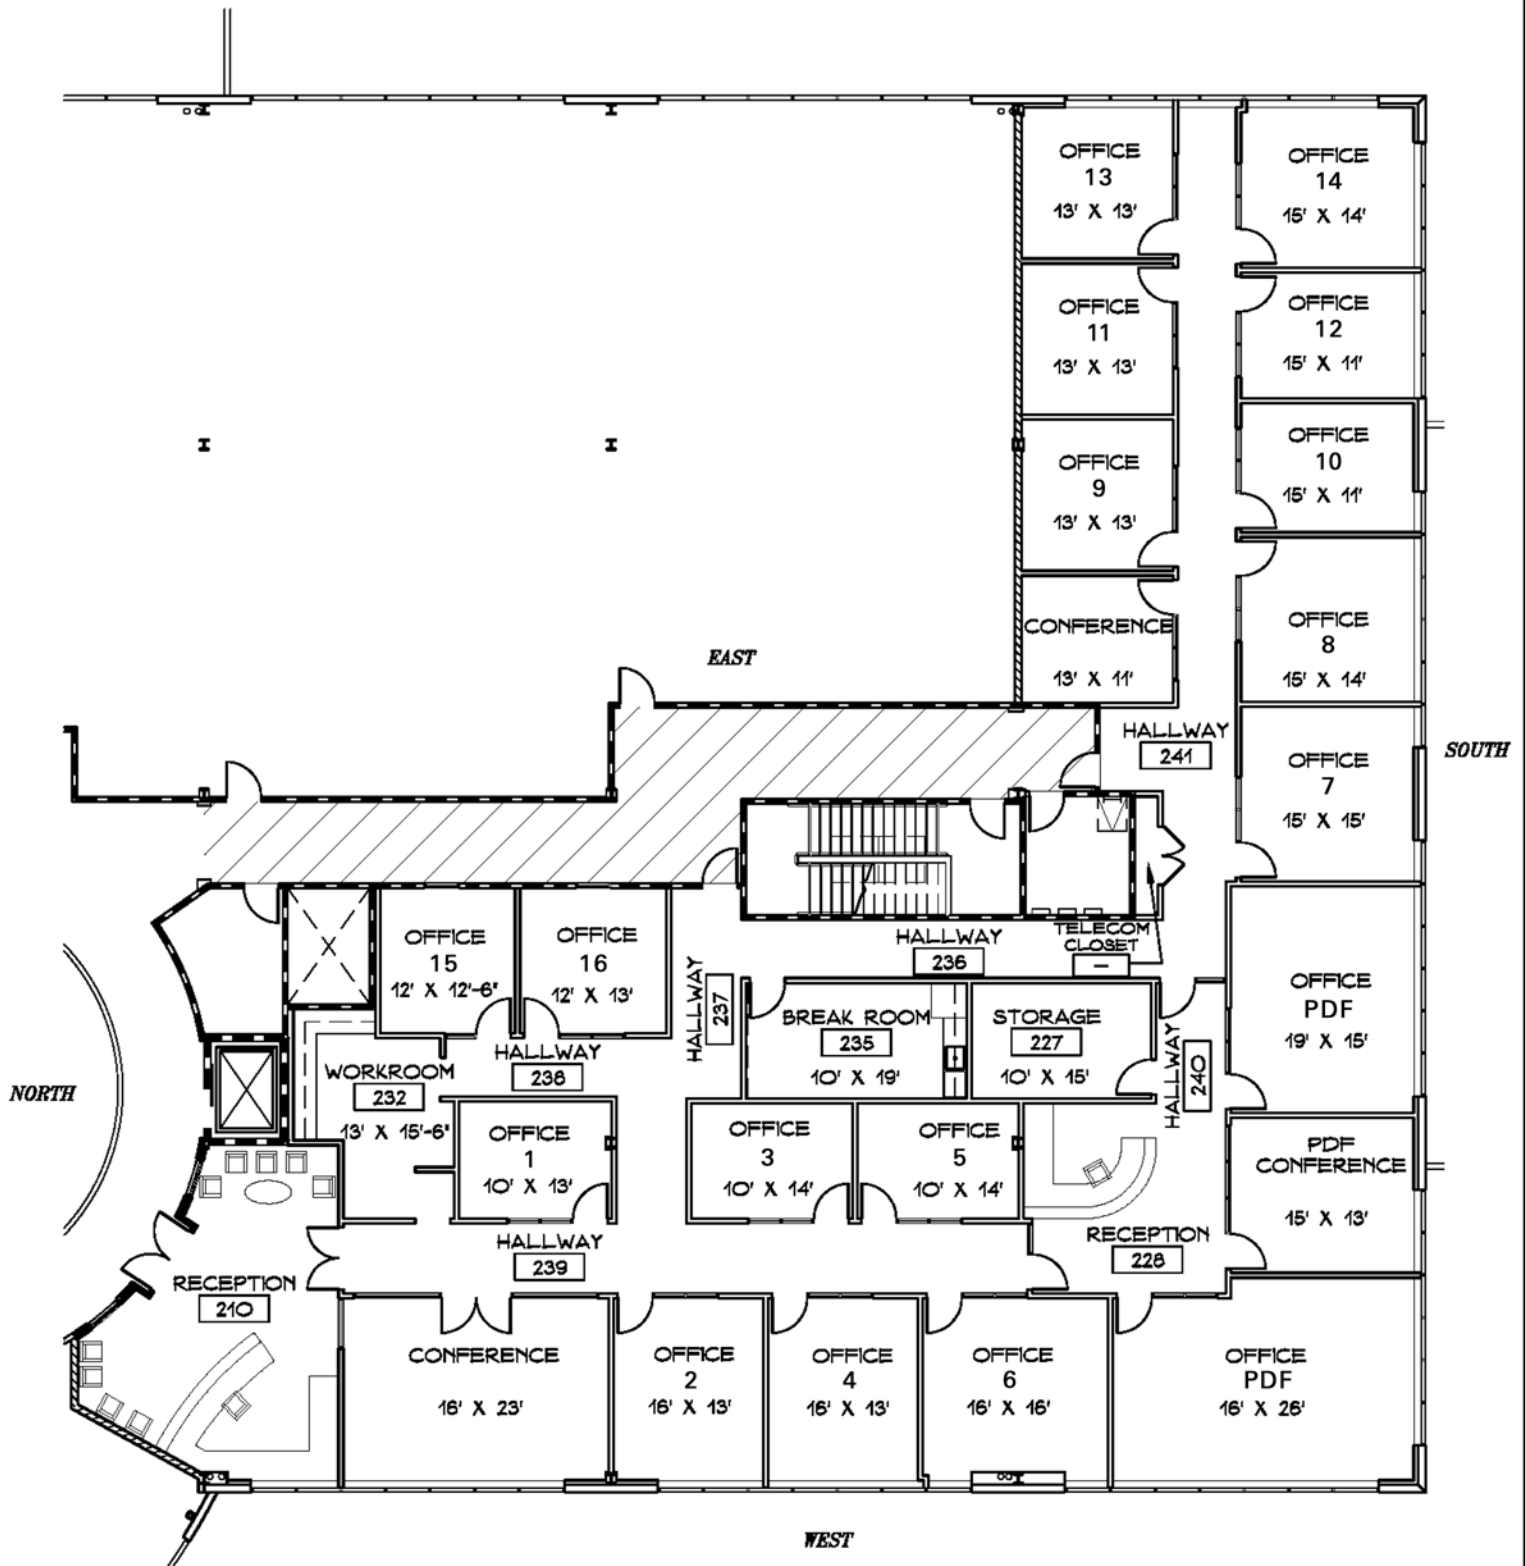 OFFICE
13
13' X 13'
OFFICE
14
15' X 14'
OFFICE
11
13' X 13'
OFFICE
12
15' X 11'
OFFICE
9
13' X 13'
OFFICE
10
15' X 11'
CONFERENCE
13' X 11'
OFFICE
8
15' X 14'
EAST
HALLWAY
241
SOUTH
OFFICE
7
15' X 15'
OFFICE
15
12' X 12'-6"
OFFICE
16
12' X 13'
HALLWAY
237
HALLWAY
236
TELECOM
CLOSET
–
BREAK ROOM
235
10' X 19'
STORAGE
227
10' X 15'
HALLWAY
240
OFFICE
PDF
19' X 15'
NORTH
WORKROOM
232
13' X 15'-6"
HALLWAY
238
OFFICE
1
10' X 13'
OFFICE
3
10' X 14'
OFFICE
5
10' X 14'
PDF
CONFERENCE
15' X 13'
RECEPTION
210
HALLWAY
239
RECEPTION
228
CONFERENCE
16' X 23'
OFFICE
2
16' X 13'
OFFICE
4
16' X 13'
OFFICE
6
16' X 16'
OFFICE
PDF
16' X 26'
WEST